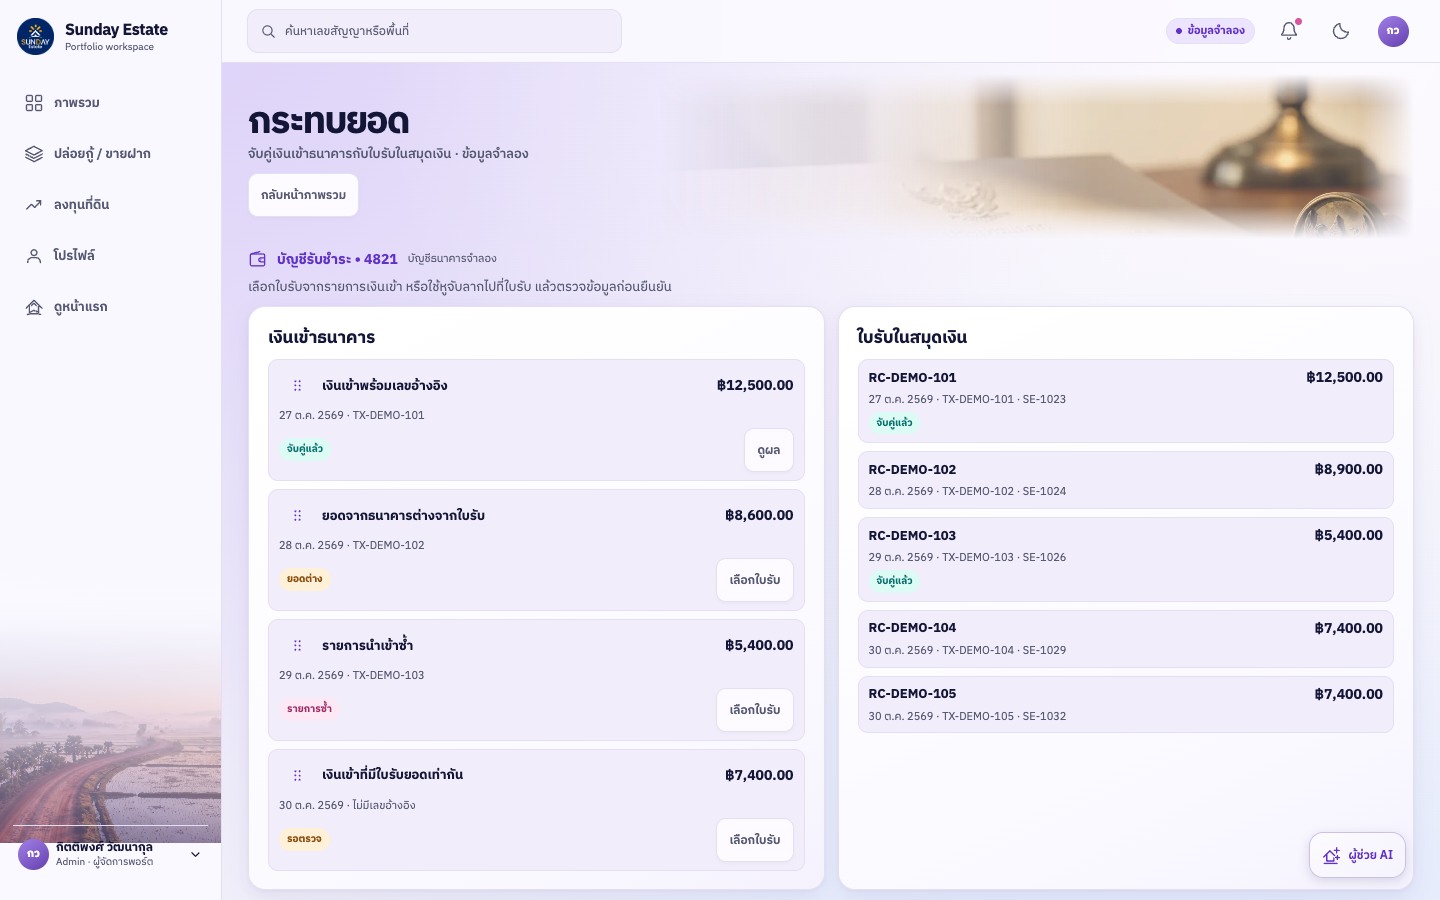 Sunday Estate
Portfolio workspace
ภาพรวม
ปล่อยกู้ / ขายฝาก
ลงทุนที่ดิน
โปรไฟล์
ดูหน้าแรก
กว
กิตติพงศ์ วัฒนากุล
Admin · ผู้จัดการพอร์ต
ค้นหาเลขสัญญาหรือพื้นที่
ข้อมูลจำลอง
กว
กระทบยอด
จับคู่เงินเข้าธนาคารกับใบรับในสมุดเงิน · ข้อมูลจำลอง
กลับหน้าภาพรวม
บัญชีรับชำระ • 4821 บัญชีธนาคารจำลอง
เลือกใบรับจากรายการเงินเข้า หรือใช้หูจับลากไปที่ใบรับ แล้วตรวจข้อมูลก่อนยืนยัน
เงินเข้าธนาคาร
เงินเข้าพร้อมเลขอ้างอิง ฿12,500.00
27 ต.ค. 2569 · TX-DEMO-101
จับคู่แล้ว ดูผล
ยอดจากธนาคารต่างจากใบรับ ฿8,600.00
28 ต.ค. 2569 · TX-DEMO-102
ยอดต่าง เลือกใบรับ
รายการนำเข้าซ้ำ ฿5,400.00
29 ต.ค. 2569 · TX-DEMO-103
รายการซ้ำ เลือกใบรับ
เงินเข้าที่มีใบรับยอดเท่ากัน ฿7,400.00
30 ต.ค. 2569 · ไม่มีเลขอ้างอิง
รอตรวจ เลือกใบรับ
ใบรับในสมุดเงิน
RC-DEMO-101 ฿12,500.00
27 ต.ค. 2569 · TX-DEMO-101 · SE-1023
จับคู่แล้ว
RC-DEMO-102 ฿8,900.00
28 ต.ค. 2569 · TX-DEMO-102 · SE-1024
RC-DEMO-103 ฿5,400.00
29 ต.ค. 2569 · TX-DEMO-103 · SE-1026
จับคู่แล้ว
RC-DEMO-104 ฿7,400.00
30 ต.ค. 2569 · TX-DEMO-104 · SE-1029
RC-DEMO-105 ฿7,400.00
30 ต.ค. 2569 · TX-DEMO-105 · SE-1032
ผู้ช่วย AI